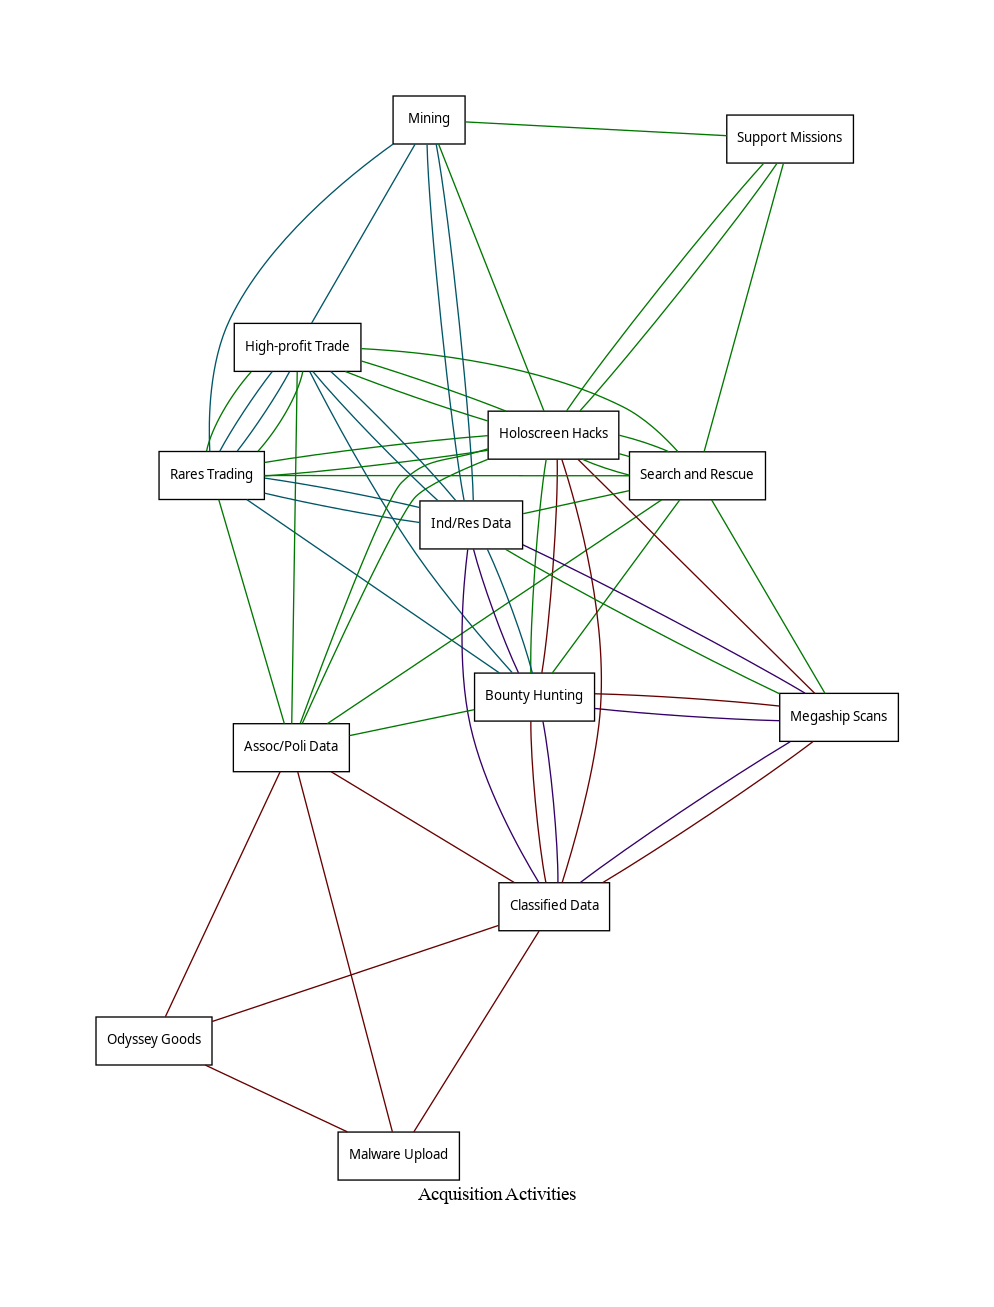 Mining
Support Missions
High-profit Trade
Holoscreen Hacks
Rares Trading
Search and Rescue
Ind/Res Data
Bounty Hunting
Megaship Scans
Assoc/Poli Data
Classified Data
Odyssey Goods
Malware Upload
Acquisition Activities